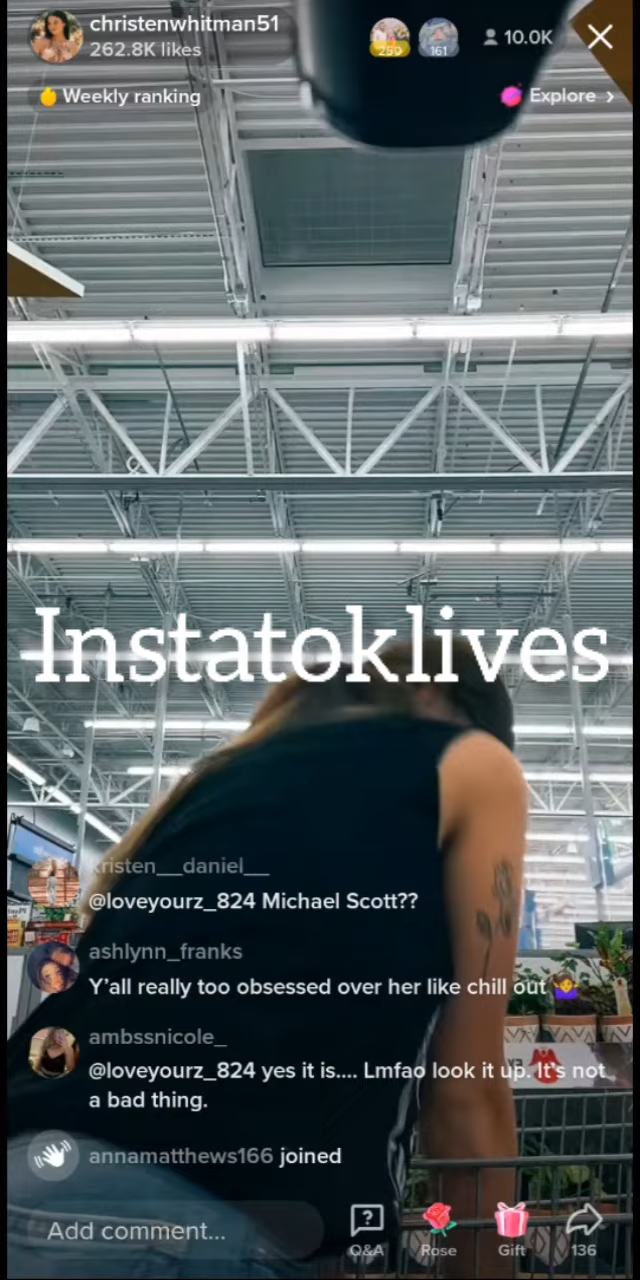 christenwhitman51
262.8K likes
259
161
10.0K
Weekly ranking
Explore >
Instatoklives
kristen__daniel__
@loveyourz_824 Michael Scott??
ashlynn_franks
Y'all really too obsessed over her like chill out 🤷‍♀️
ambssnicole_
@loveyourz_824 yes it is.... Lmfao look it up. It's not
a bad thing.
annamatthews166 joined
Add comment...
Q&A
Rose
Gift
136